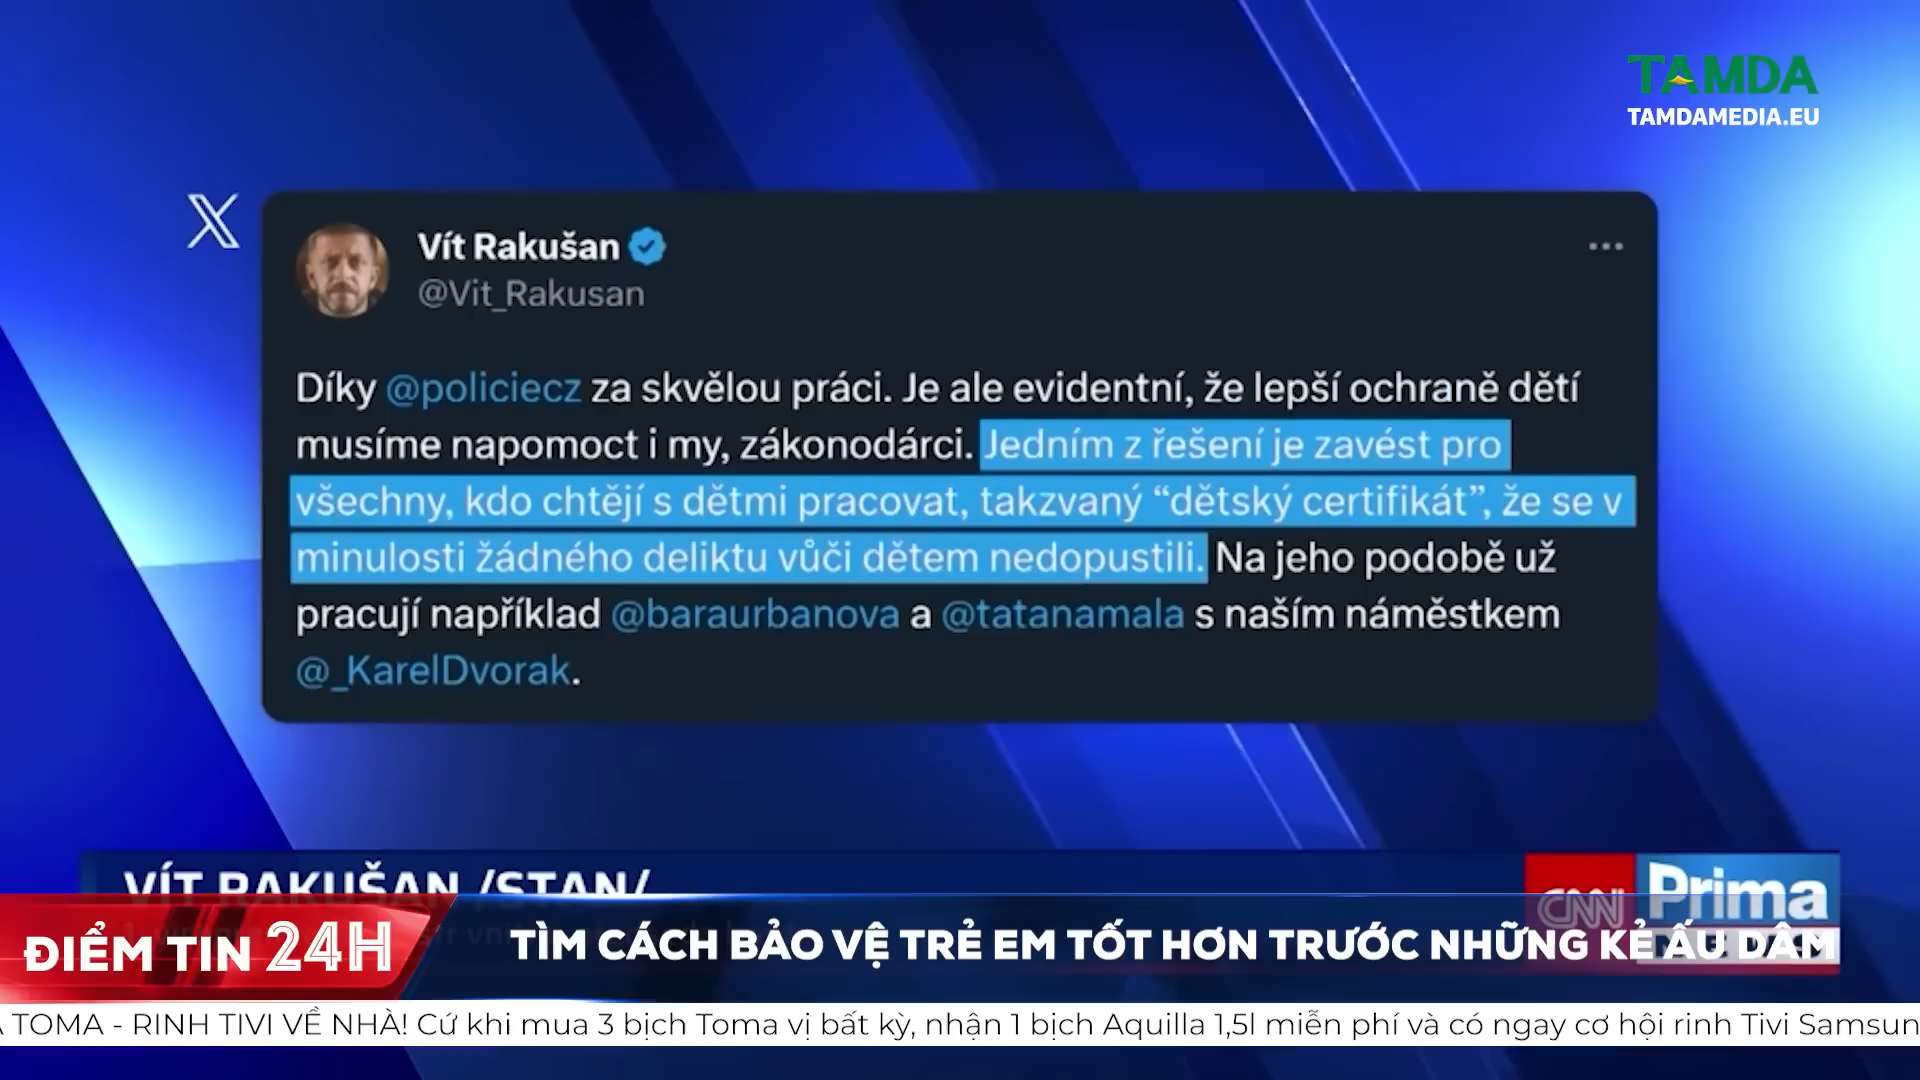 TAMDA
TAMDAMEDIA.EU
Vít Rakušan
@Vit_Rakusan
Díky @policiecz za skvělou práci. Je ale evidentní, že lepší ochraně dětí
musíme napomoct i my, zákonodárci. Jedním z řešení je zavést pro
všechny, kdo chtějí s dětmi pracovat, takzvaný “dětský certifikát”, že se v
minulosti žádného deliktu vůči dětem nedopustili. Na jeho podobě už
pracují například @baraurbanova a @tatanamala s naším náměstkem
@_KarelDvorak.
VÍT RAKUŠAN /STAN/
CNN Prima
ĐIỂM TIN 24H
TÌM CÁCH BẢO VỆ TRẺ EM TỐT HƠN TRƯỚC NHỮNG KẺ ẤU DÂM
TOMA - RINH TIVI VỀ NHÀ! Cứ khi mua 3 bịch Toma vị bất kỳ, nhận 1 bịch Aquilla 1,5l miễn phí và có ngay cơ hội rinh Tivi Samsun